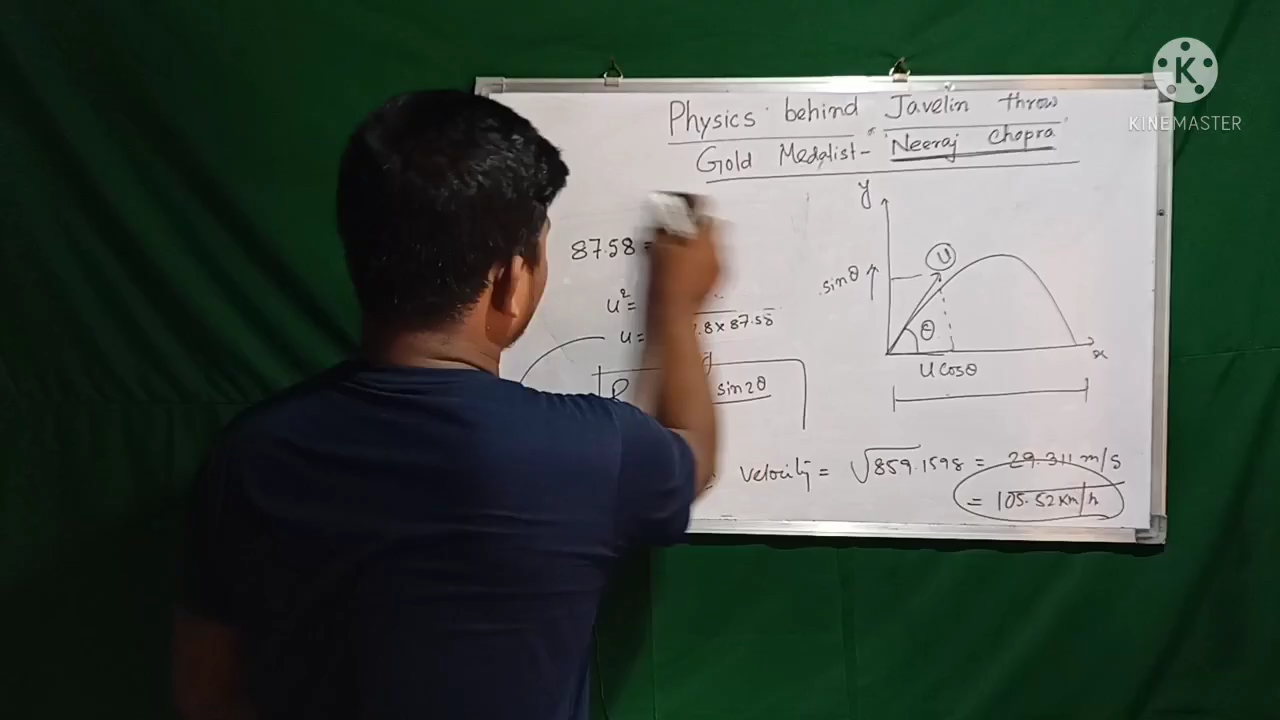 Physics behind Javelin throw
Gold Medalist - "Neeraj Chopra"
87.58 =
u² =
u = .8 x 87.58
R sin2θ
y
U
sinθ
θ
x
Ucosθ
velocity = √859.1598 = 29.311 m/s
= 105.52 km/h
K
KINEMASTER